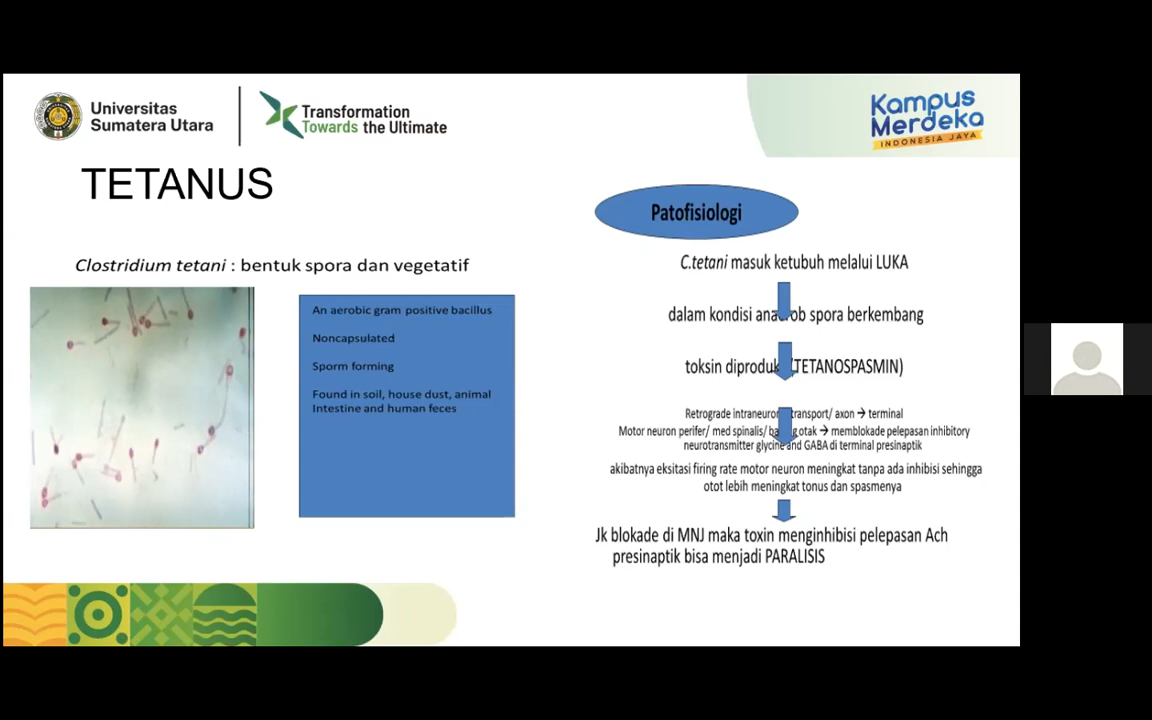 Universitas
Sumatera Utara
Transformation
Towards the Ultimate
Kampus
Merdeka
INDONESIA JAYA
TETANUS
Clostridium tetani : bentuk spora dan vegetatif
An aerobic gram positive bacillus
Noncapsulated
Sporm forming
Found in soil, house dust, animal
Intestine and human feces
Patofisiologi
C.tetani masuk ketubuh melalui LUKA
dalam kondisi anaerob spora berkembang
toksin diproduk (TETANOSPASMIN)
Retrograde intraneuron transport/ axon → terminal
Motor neuron perifer/ med spinalis/ batang otak → memblokade pelepasan inhibitory
neurotransmitter glycine and GABA di terminal presinaptik
akibatnya eksitasi firing rate motor neuron meningkat tanpa ada inhibisi sehingga
otot lebih meningkat tonus dan spasmenya
Jk blokade di MNJ maka toxin menginhibisi pelepasan Ach
presinaptik bisa menjadi PARALISIS